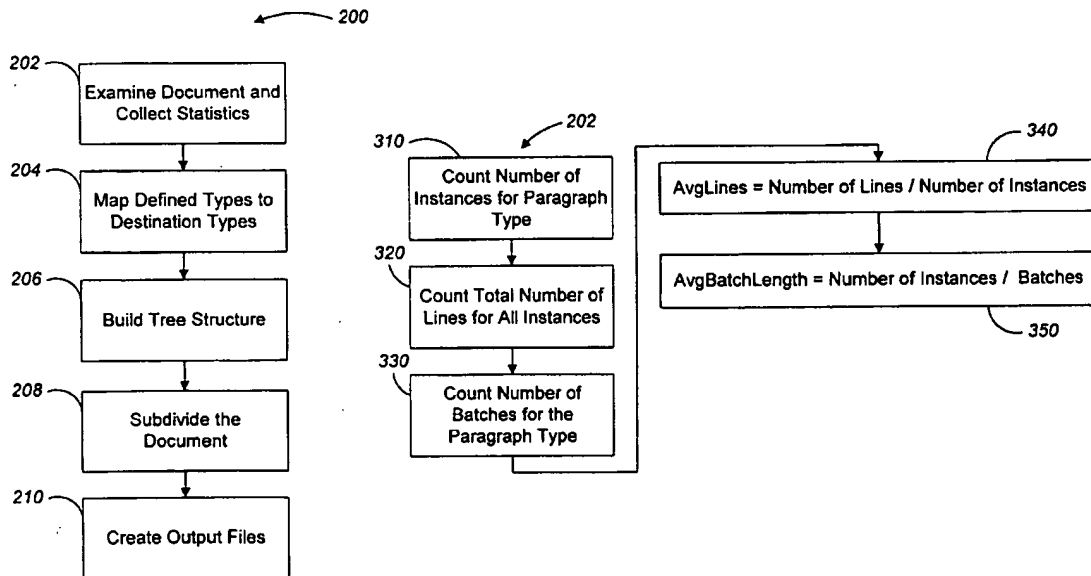 200
202
Examine Document and
Collect Statistics
204
Map Defined Types to
Destination Types
206
Build Tree Structure
208
Subdivide the
Document
210
Create Output Files
202
310
Count Number of
Instances for Paragraph
Type
320
Count Total Number of
Lines for All Instances
330
Count Number of
Batches for the
Paragraph Type
340
AvgLines = Number of Lines / Number of Instances
AvgBatchLength = Number of Instances / Batches
350